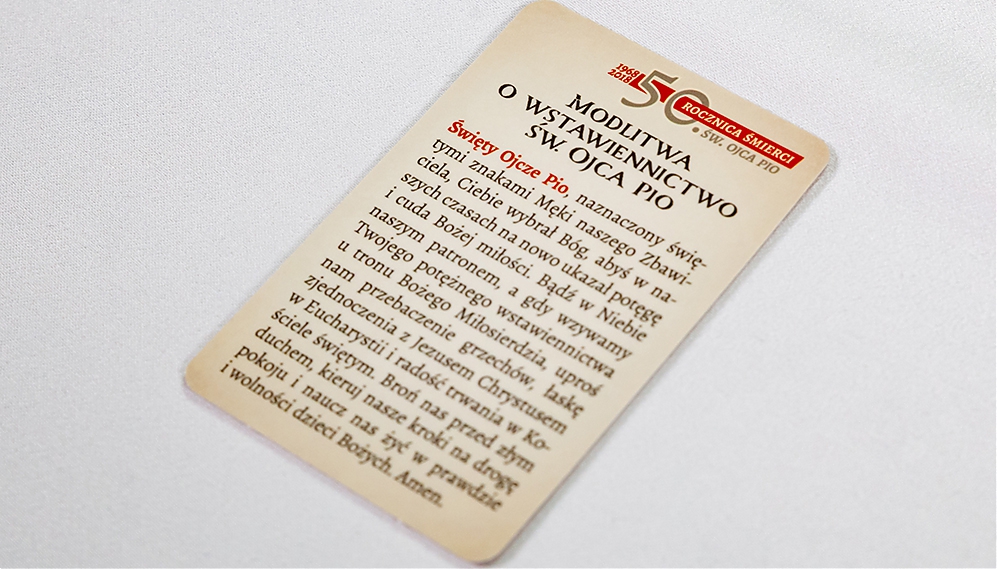 1968
2018
50. ROCZNICA ŚMIERCI
ŚW. OJCA PIO
MODLITWA
O WSTAWIENNICTWO
ŚW. OJCA PIO
Święty Ojcze Pio, naznaczony świę-
tymi znakami Męki naszego Zbawi-
ciela, Ciebie wybrał Bóg, abyś w na-
szych czasach na nowo ukazał potęgę
i cuda Bożej miłości. Bądź w Niebie
naszym patronem, a gdy wzywamy
Twojego potężnego wstawiennictwa
u tronu Bożego Miłosierdzia, uproś
nam przebaczenie grzechów, łaskę
zjednoczenia z Jezusem Chrystusem
w Eucharystii i radość trwania w Ko-
ściele świętym. Broń nas przed złym
duchem, kieruj nasze kroki na drogę
pokoju i naucz nas żyć w prawdzie
i wolności dzieci Bożych. Amen.